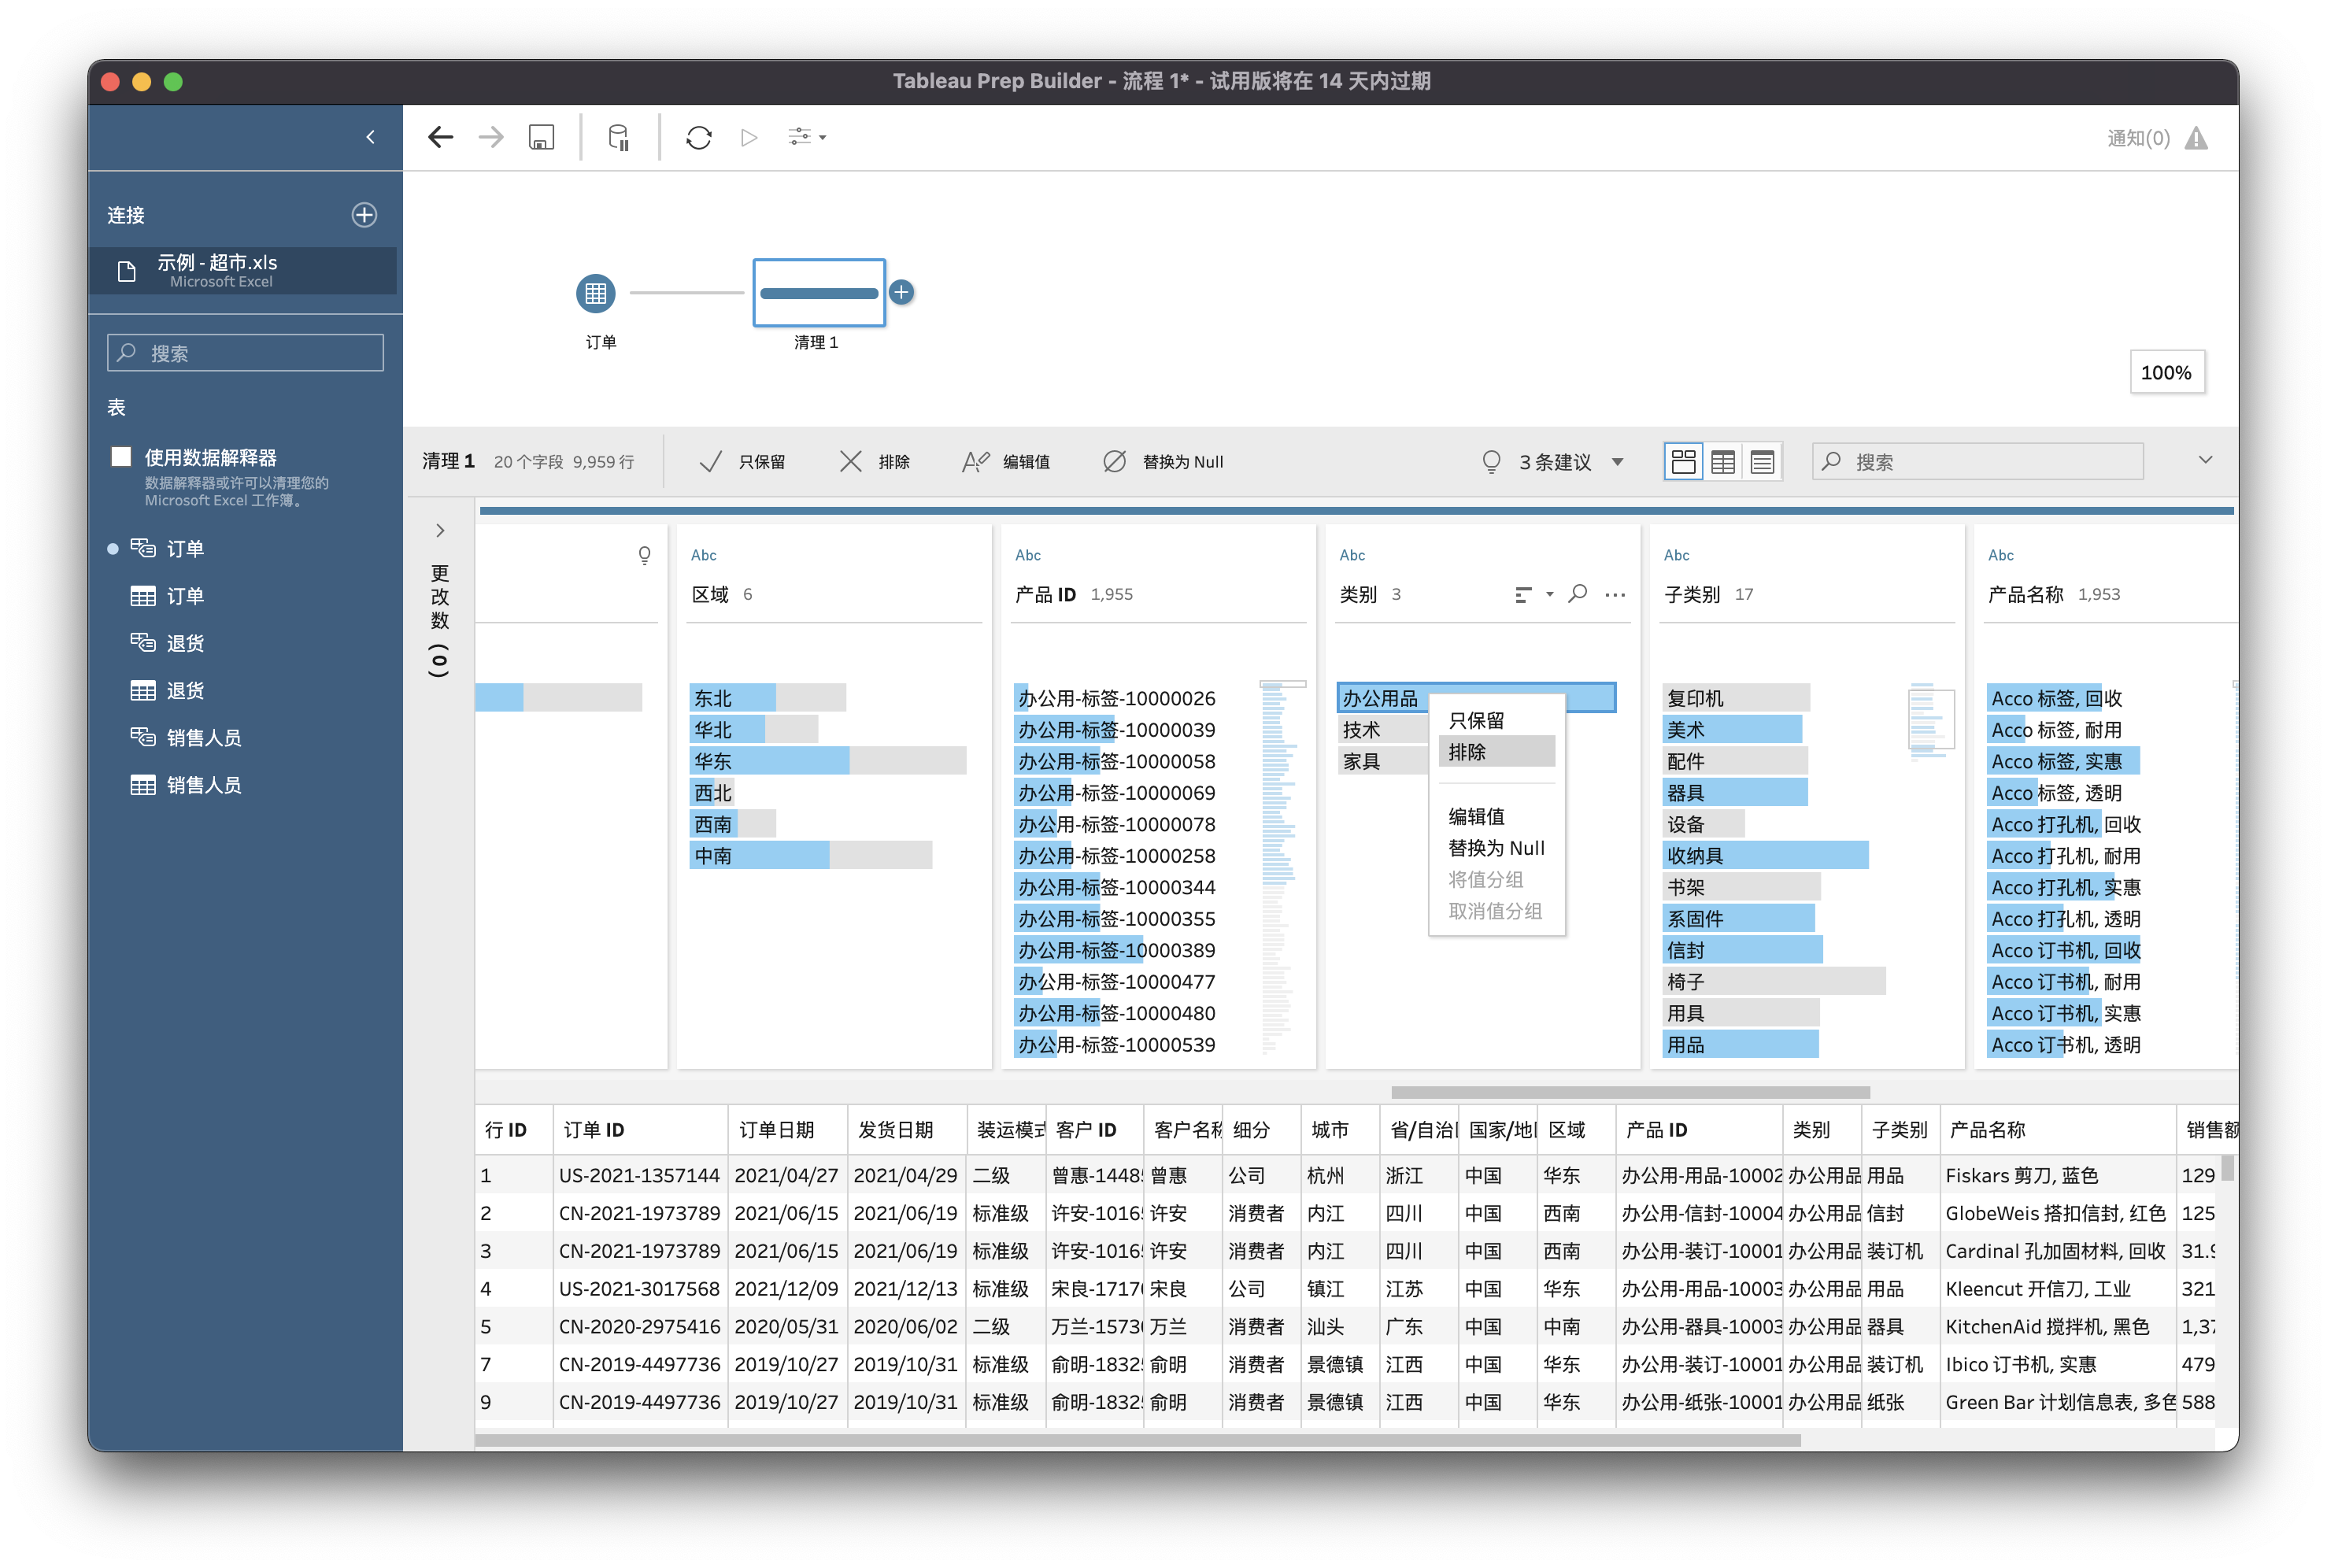 Tableau Prep Builder - 流程 1* - 试用版将在 14 天内过期
通知(0)
连接
示例 - 超市.xls
Microsoft Excel
搜索
表
使用数据解释器
数据解释器或许可以清理您的
Microsoft Excel 工作簿。
订单
订单
退货
退货
销售人员
销售人员
订单
清理 1
100%
清理 1 20 个字段 9,959 行
只保留
排除
编辑值
替换为 Null
3 条建议
搜索
更改数 (0)
Abc
区域 6
东北
华北
华东
西北
西南
中南
Abc
产品 ID 1,955
办公用-标签-10000026
办公用-标签-10000039
办公用-标签-10000058
办公用-标签-10000069
办公用-标签-10000078
办公用-标签-10000258
办公用-标签-10000344
办公用-标签-10000355
办公用-标签-10000389
办公用-标签-10000477
办公用-标签-10000480
办公用-标签-10000539
Abc
类别 3
办公用品
技术
家具
只保留
排除
编辑值
替换为 Null
将值分组
取消值分组
Abc
子类别 17
复印机
美术
配件
器具
设备
收纳具
书架
系固件
信封
椅子
用具
用品
Abc
产品名称 1,953
Acco 标签, 回收
Acco 标签, 耐用
Acco 标签, 实惠
Acco 标签, 透明
Acco 打孔机, 回收
Acco 打孔机, 耐用
Acco 打孔机, 实惠
Acco 打孔机, 透明
Acco 订书机, 回收
Acco 订书机, 耐用
Acco 订书机, 实惠
Acco 订书机, 透明
行 ID 订单 ID 订单日期 发货日期 装运模式 客户 ID 客户名称 细分 城市 省/自治 国家/地 区域 产品 ID 类别 子类别 产品名称 销售额
1 US-2021-1357144 2021/04/27 2021/04/29 二级 曾惠-1448 曾惠 公司 杭州 浙江 中国 华东 办公用-用品-10002 办公用品 用品 Fiskars 剪刀, 蓝色 129
2 CN-2021-1973789 2021/06/15 2021/06/19 标准级 许安-1016 许安 消费者 内江 四川 中国 西南 办公用-信封-10004 办公用品 信封 GlobeWeis 搭扣信封, 红色 125
3 CN-2021-1973789 2021/06/15 2021/06/19 标准级 许安-1016 许安 消费者 内江 四川 中国 西南 办公用-装订-10001 办公用品 装订机 Cardinal 孔加固材料, 回收 31.9
4 US-2021-3017568 2021/12/09 2021/12/13 标准级 宋良-1717 宋良 公司 镇江 江苏 中国 华东 办公用-用品-10003 办公用品 用品 Kleencut 开信刀, 工业 321
5 CN-2020-2975416 2020/05/31 2020/06/02 二级 万兰-1573 万兰 消费者 汕头 广东 中国 中南 办公用-器具-10003 办公用品 器具 KitchenAid 搅拌机, 黑色 1,37
7 CN-2019-4497736 2019/10/27 2019/10/31 标准级 俞明-1832 俞明 消费者 景德镇 江西 中国 华东 办公用-装订-10001 办公用品 装订机 Ibico 订书机, 实惠 479
9 CN-2019-4497736 2019/10/27 2019/10/31 标准级 俞明-1832 俞明 消费者 景德镇 江西 中国 华东 办公用-纸张-10001 办公用品 纸张 Green Bar 计划信息表, 多色 588